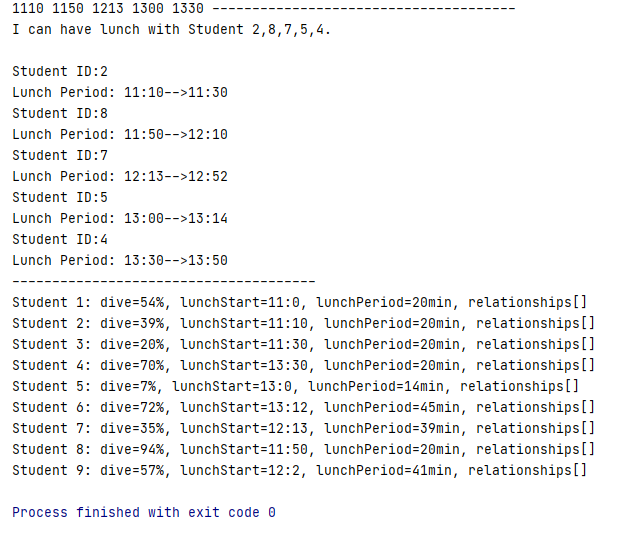 1110 1150 1213 1300 1330 --------------------------------------
I can have lunch with Student 2,8,7,5,4.
Student ID:2
Lunch Period: 11:10-->11:30
Student ID:8
Lunch Period: 11:50-->12:10
Student ID:7
Lunch Period: 12:13-->12:52
Student ID:5
Lunch Period: 13:00-->13:14
Student ID:4
Lunch Period: 13:30-->13:50
--------------------------------------
Student 1: dive=54%, lunchStart=11:0, lunchPeriod=20min, relationships[]
Student 2: dive=39%, lunchStart=11:10, lunchPeriod=20min, relationships[]
Student 3: dive=20%, lunchStart=11:30, lunchPeriod=20min, relationships[]
Student 4: dive=70%, lunchStart=13:30, lunchPeriod=20min, relationships[]
Student 5: dive=7%, lunchStart=13:0, lunchPeriod=14min, relationships[]
Student 6: dive=72%, lunchStart=13:12, lunchPeriod=45min, relationships[]
Student 7: dive=35%, lunchStart=12:13, lunchPeriod=39min, relationships[]
Student 8: dive=94%, lunchStart=11:50, lunchPeriod=20min, relationships[]
Student 9: dive=57%, lunchStart=12:2, lunchPeriod=41min, relationships[]
Process finished with exit code 0